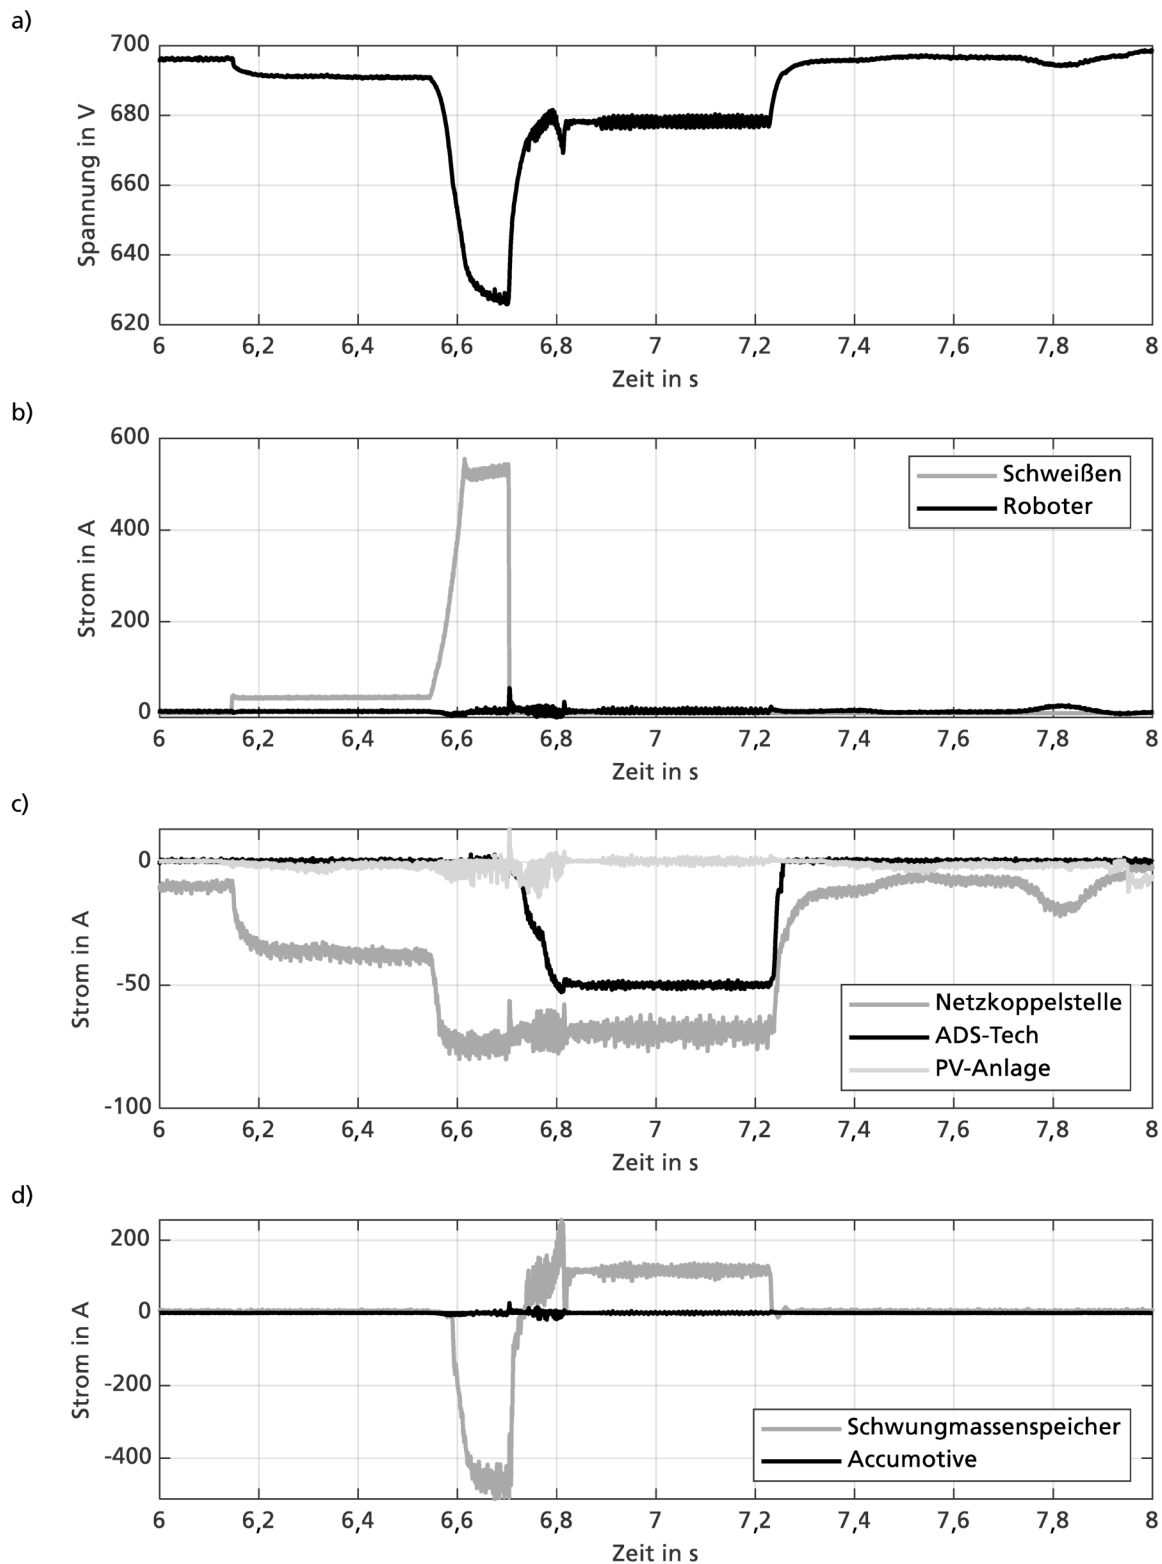 a)
700
680
660
640
620
Spannung in V
6 6,2 6,4 6,6 6,8 7 7,2 7,4 7,6 7,8 8
Zeit in s
b)
600
400
200
0
Strom in A
Schweißen
Roboter
6 6,2 6,4 6,6 6,8 7 7,2 7,4 7,6 7,8 8
Zeit in s
c)
0
-50
-100
Strom in A
Netzkoppelstelle
ADS-Tech
PV-Anlage
6 6,2 6,4 6,6 6,8 7 7,2 7,4 7,6 7,8 8
Zeit in s
d)
200
0
-200
-400
Strom in A
Schwungmassenspeicher
Accumotive
6 6,2 6,4 6,6 6,8 7 7,2 7,4 7,6 7,8 8
Zeit in s